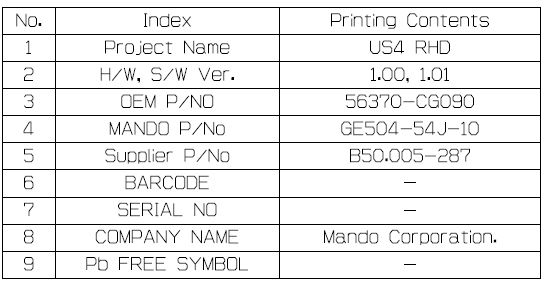 No. Index Printing Contents
1 Project Name US4 RHD
2 H/W, S/W Ver. 1.00, 1.01
3 OEM P/NO 56370-CG090
4 MANDO P/No GE504-54J-10
5 Supplier P/No B50.005-287
6 BARCODE -
7 SERIAL NO -
8 COMPANY NAME Mando Corporation.
9 Pb FREE SYMBOL -